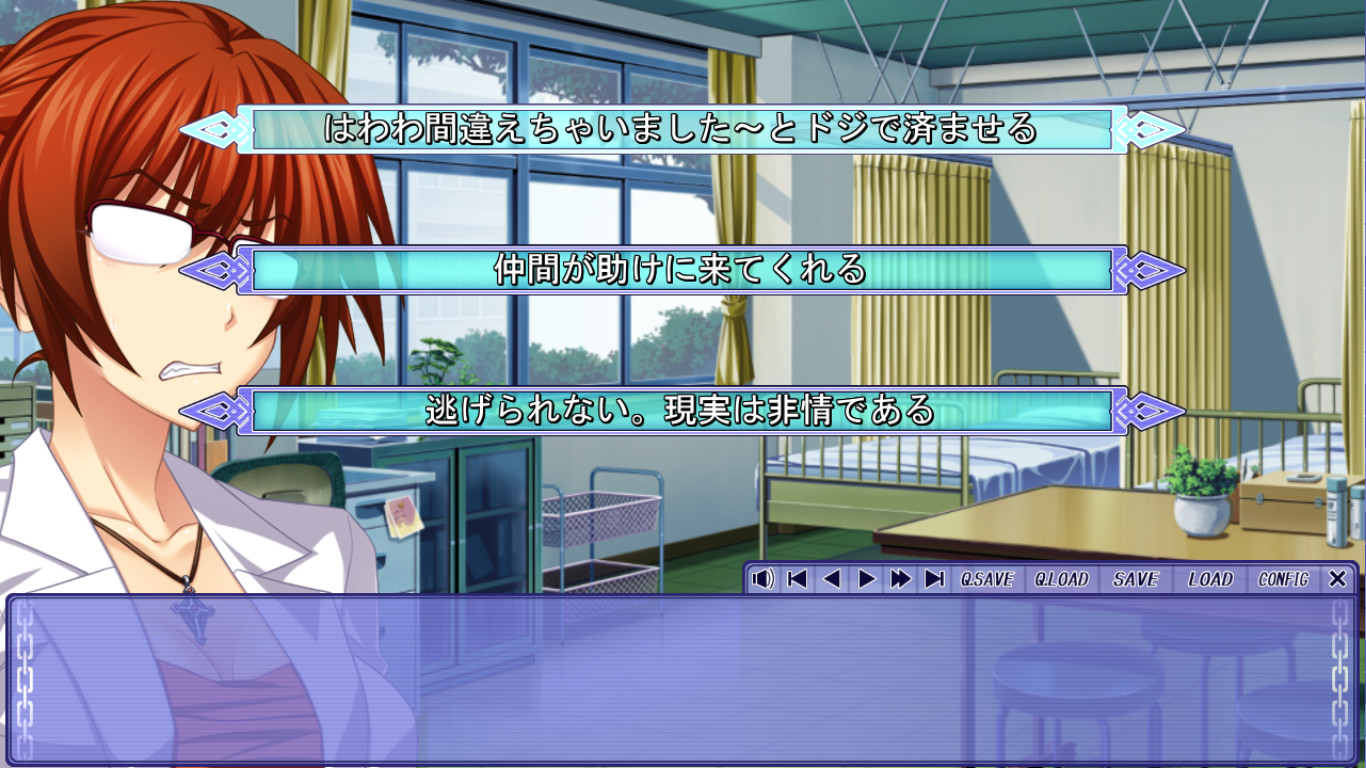 はわわ間違えちゃいました～とドジで済ませる
仲間が助けに来てくれる
逃げられない。現実は非情である
Q.SAVE Q.LOAD SAVE LOAD CONFIG